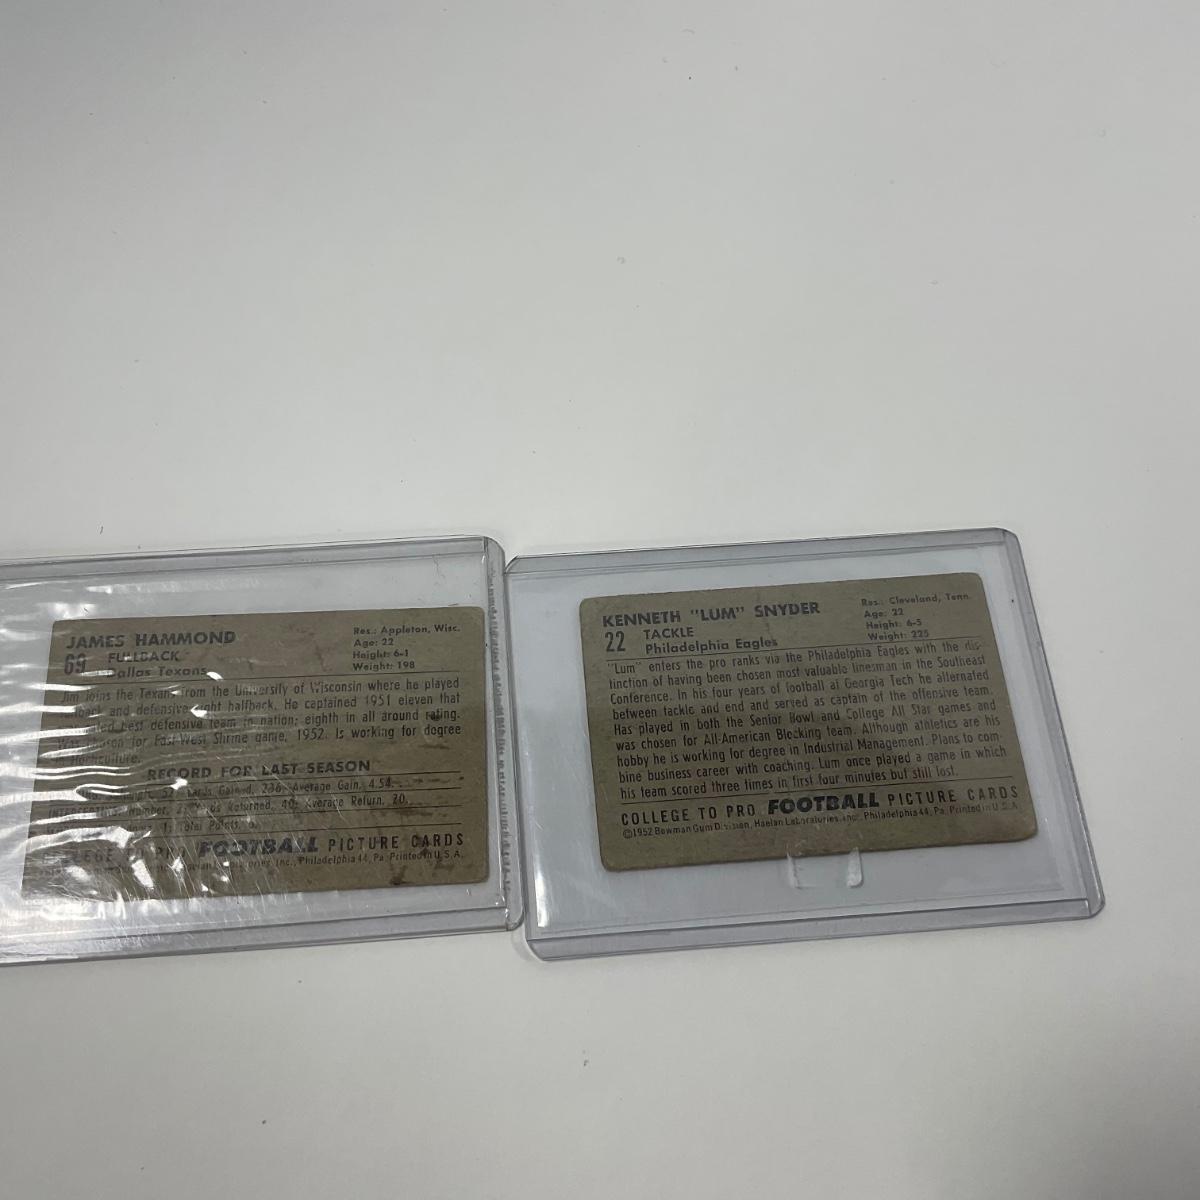 JAMES HAMMOND
69 FULLBACK
Dallas Texans
Res.: Appleton, Wisc.
Age: 22
Height: 6-1
Weight: 198
Jim joins the Texans from the University of Wisconsin where he played
and defensive right halfback. He captained 1951 eleven that
best defensive team in nation; eighth in all around rating.
for East-West Shrine game, 1952. Is working for degree
RECORD FOR LAST SEASON
236; Average Gain, 4.54.
Number, Yards Returned, 40; Average Return, 20.
Total Points,
COLLEGE TO PRO FOOTBALL PICTURE CARDS
Inc., Philadelphia 44, Pa. Printed in U.S.A.
KENNETH "LUM" SNYDER
22 TACKLE
Philadelphia Eagles
Res.: Cleveland, Tenn.
Age: 22
Height: 6-5
Weight: 225
"Lum" enters the pro ranks via the Philadelphia Eagles with the dis-
tinction of having been chosen most valuable linesman in the Southeast
Conference. In his four years of football at Georgia Tech he alternated
between tackle and end and served as captain of the offensive team.
Has played in both the Senior Bowl and College All Star games and
was chosen for All-American Blocking team. Although athletics are his
hobby he is working for degree in Industrial Management. Plans to com-
bine business career with coaching. Lum once played a game in which
his team scored three times in first four minutes but still lost.
COLLEGE TO PRO FOOTBALL PICTURE CARDS
©1952 Bowman Gum Division, Haelan Laboratories, Inc., Philadelphia 44, Pa. Printed in U.S.A.